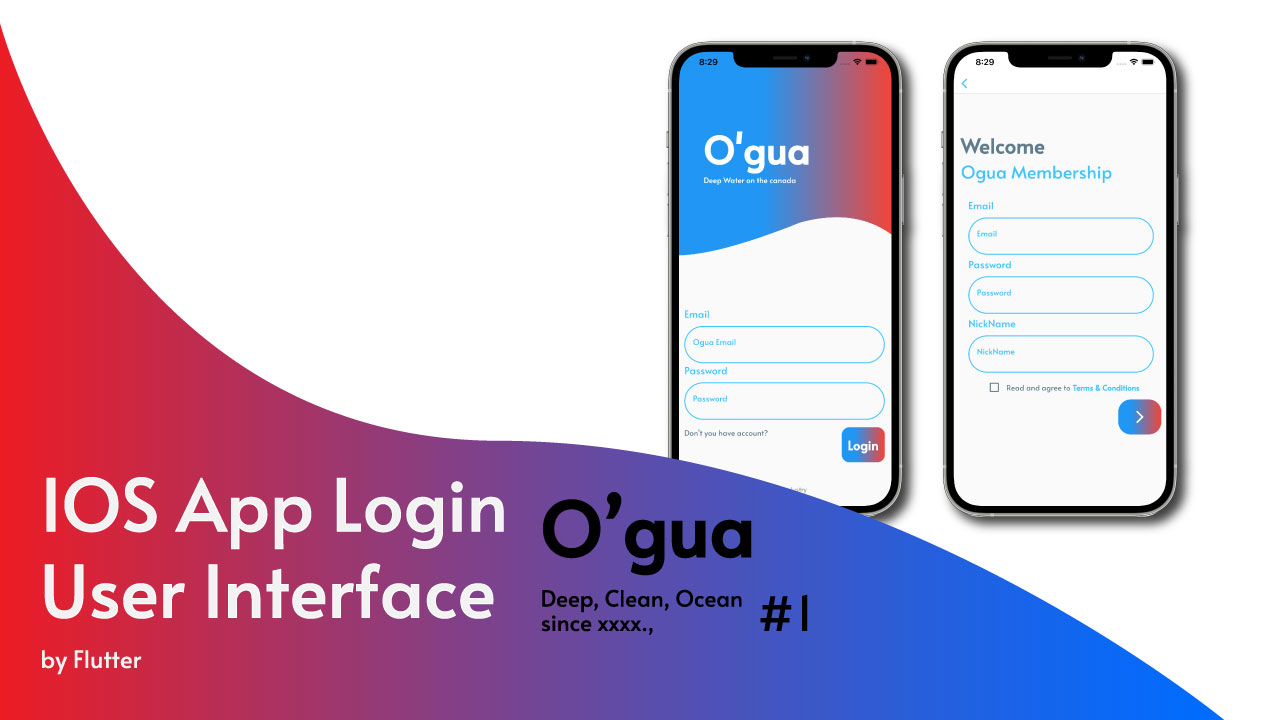 8:29
O'gua
Deep Water on the canada
Email
Ogua Email
Password
Password
Don't you have account?
Login
8:29
Welcome
Ogua Membership
Email
Email
Password
Password
NickName
NickName
Read and agree to Terms & Conditions
IOS App Login
User Interface
by Flutter
O’gua
Deep, Clean, Ocean
since xxxx.,
#1